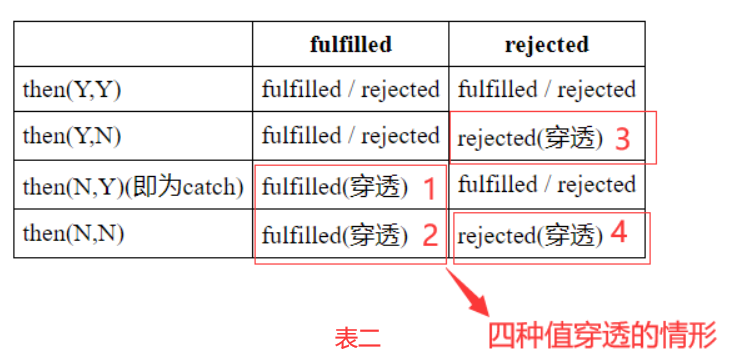 fulfilled rejected
then(Y,Y) fulfilled / rejected fulfilled / rejected
then(Y,N) fulfilled / rejected rejected(穿透) 3
then(N,Y)(即为catch) fulfilled(穿透) 1 fulfilled / rejected
then(N,N) fulfilled(穿透) 2 rejected(穿透) 4
表二 四种值穿透的情形